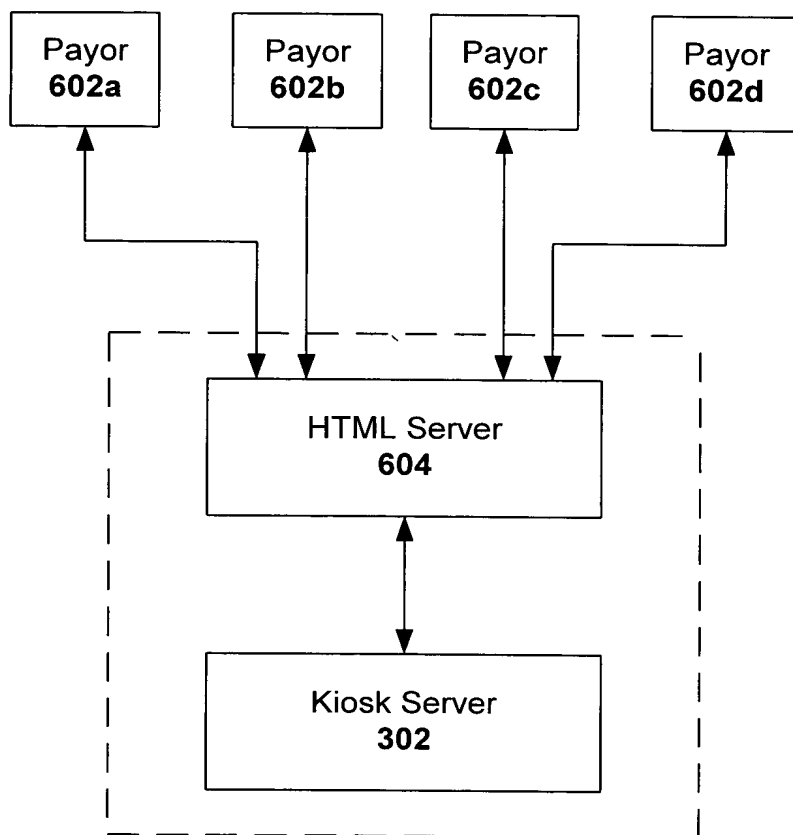 Payor
602a
Payor
602b
Payor
602c
Payor
602d
HTML Server
604
Kiosk Server
302